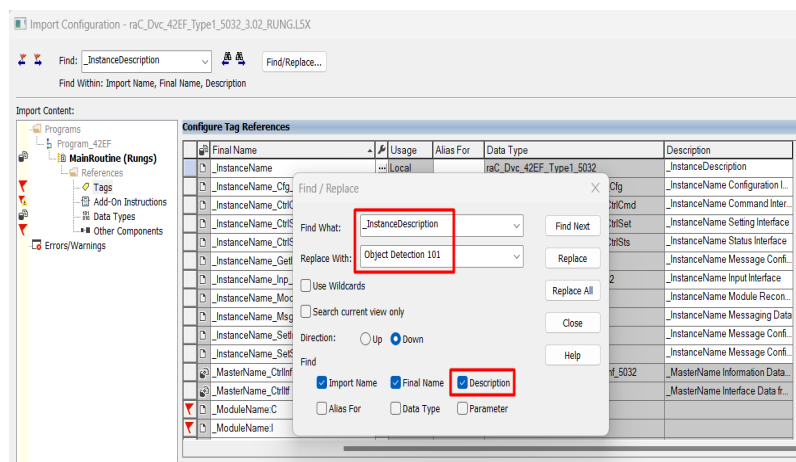 Import Configuration - raC_Dvc_42EF_Type1_5032_3.02_RUNG.L5X
Find: _InstanceDescription Find/Replace...
Find Within: Import Name, Final Name, Description
Import Content:
Programs
Program_42EF
MainRoutine (Rungs)
References
Tags
Add-On Instructions
Data Types
Other Components
Errors/Warnings
Configure Tag References
Final Name Usage Alias For Data Type Description
_InstanceName ... Local raC_Dvc_42EF_Type1_5032 _InstanceDescription
_InstanceName_Cfg_ Cfg _InstanceName Configuration I...
_InstanceName_CtrlC CtrlCmd _InstanceName Command Inter...
_InstanceName_CtrlS CtrlSet _InstanceName Setting Interface
_InstanceName_CtrlS CtrlSts _InstanceName Status Interface
_InstanceName_GetI _InstanceName Message Confi...
_InstanceName_Inp_ 2 _InstanceName Input Interface
_InstanceName_Mod _InstanceName Module Recon...
_InstanceName_Msg _InstanceName Messaging Data
_InstanceName_SetI _InstanceName Message Confi...
_InstanceName_SetS _InstanceName Message Confi...
_MasterName_CtrlInf nf_5032 _MasterName Information Data...
_MasterName_CtrlItf _MasterName Interface Data fr...
_ModuleName:C
_ModuleName:I
Find / Replace
Find What: _InstanceDescription Find Next
Replace With: Object Detection 101 Replace
Use Wildcards Replace All
Search current view only
Close
Direction: Up Down
Help
Find
Import Name Final Name Description
Alias For Data Type Parameter